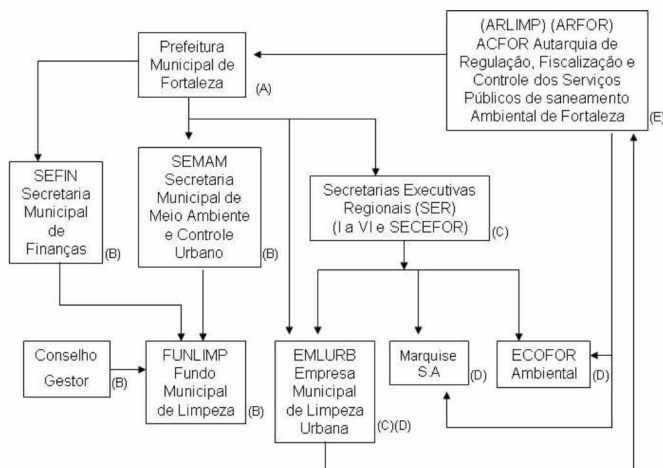 Prefeitura
Municipal de
Fortaleza
(A)
(ARLIMP) (ARFOR)
ACFOR Autarquia de
Regulação, Fiscalização e
Controle dos Serviços
Públicos de saneamento
Ambiental de Fortaleza
(E)
SEFIN
Secretaria
Municipal
de
Finanças
(B)
SEMAM
Secretaria
Municipal de
Meio Ambiente
e Controle
Urbano
(B)
Secretarias Executivas
Regionais (SER)
(I a VI e SECEFOR)
(C)
Conselho
Gestor
(B)
FUNLIMP
Fundo
Municipal
de Limpeza
(B)
EMLURB
Empresa
Municipal
de Limpeza
Urbana
(C)(D)
Marquise
S.A
(D)
ECOFOR
Ambiental
(D)